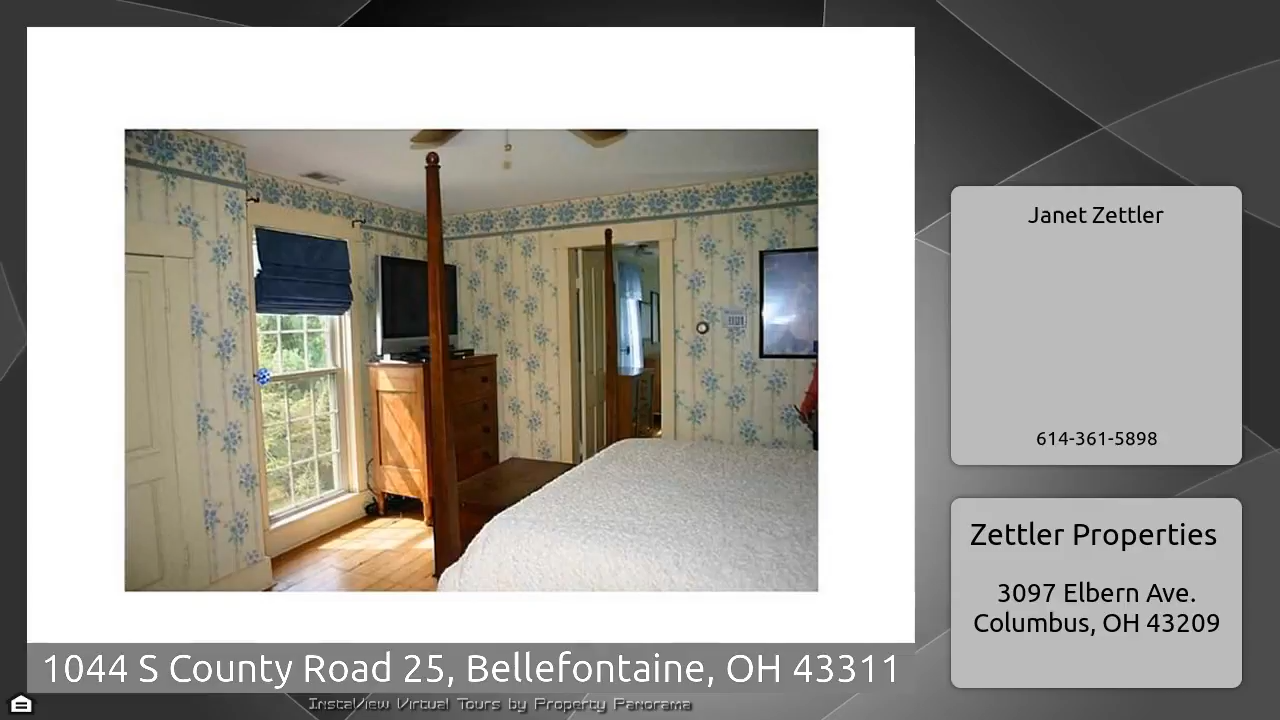 Janet Zettler
614-361-5898
Zettler Properties
3097 Elbern Ave.
Columbus, OH 43209
1044 S County Road 25, Bellefontaine, OH 43311
InstaView Virtual Tours by Property Panorama